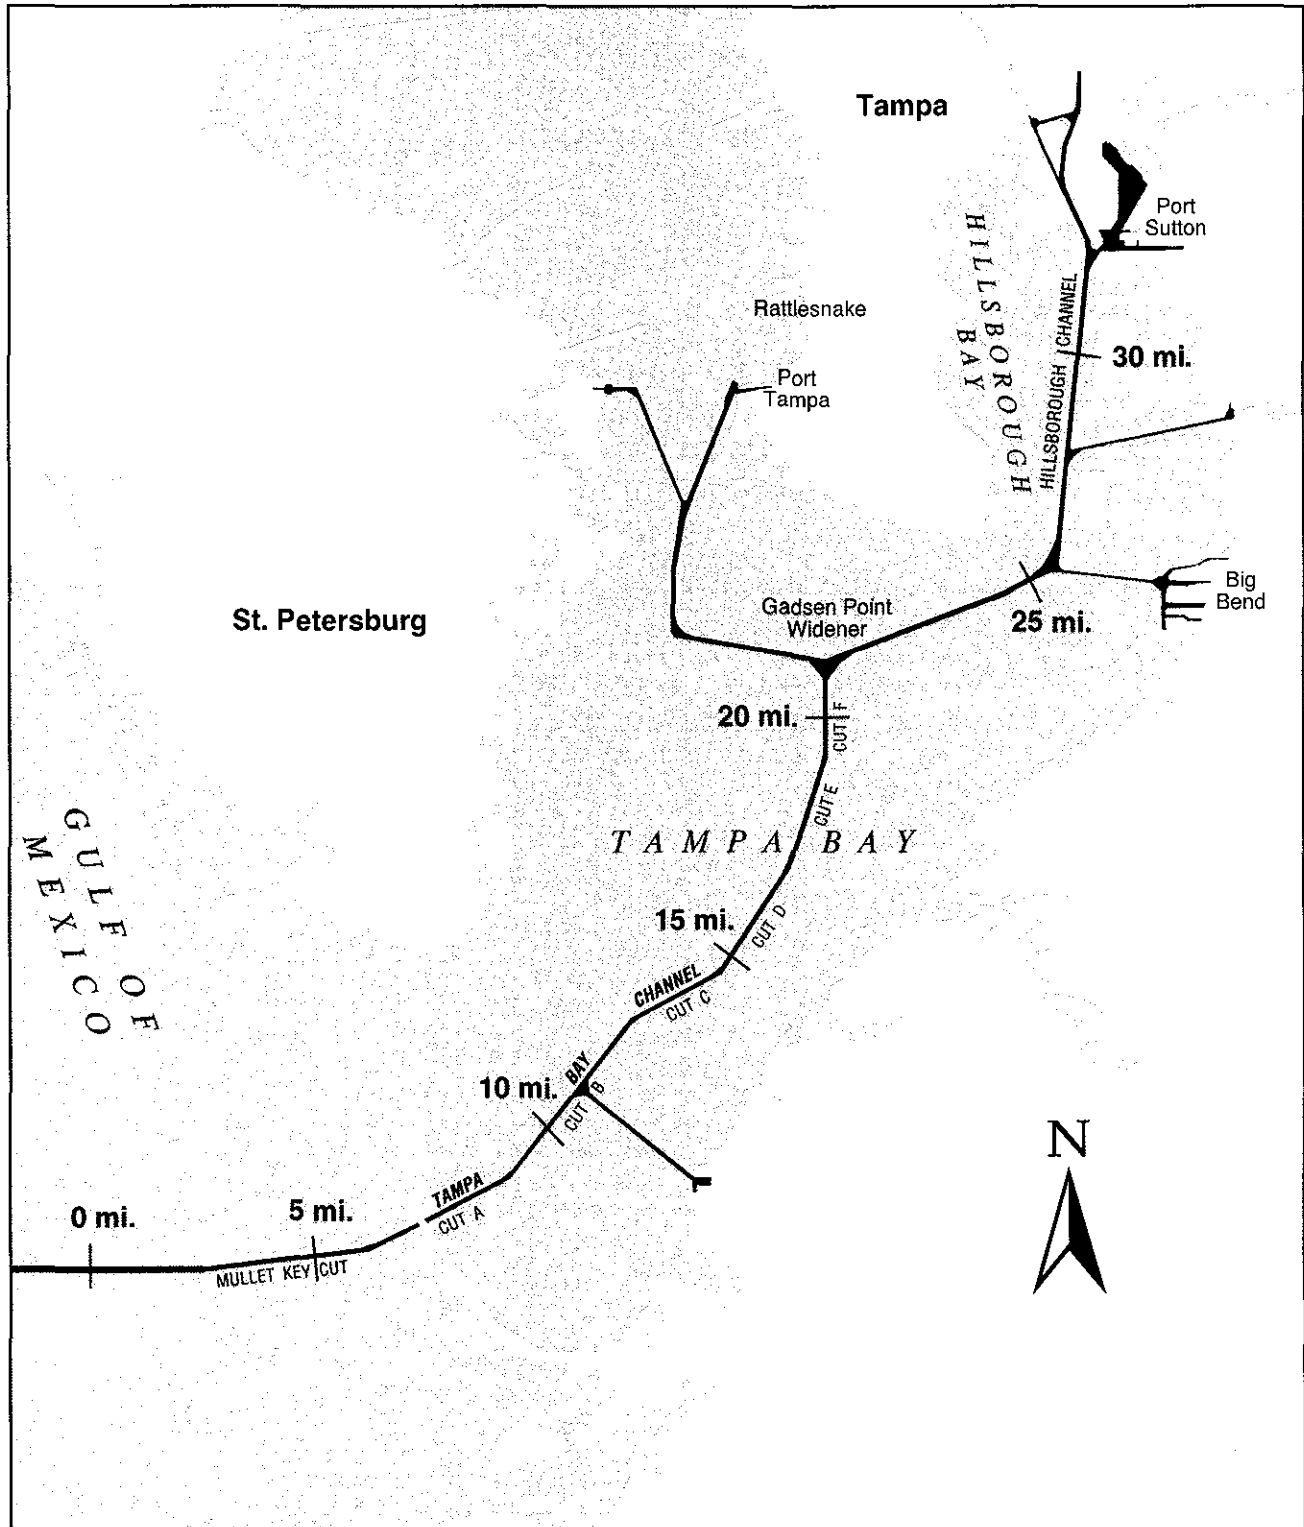 Tampa
Port
Sutton
HILLSBOROUGH
BAY
HILLSBOROUGH CHANNEL
Rattlesnake
30 mi.
Port
Tampa
Big
Bend
Gadsen Point
Widener
25 mi.
St. Petersburg
20 mi.
CUT F
CUT E
GULF OF
MEXICO
TAMPA BAY
15 mi.
CUT D
CHANNEL
CUT C
BAY
10 mi.
CUT B
N
TAMPA
CUT A
5 mi.
0 mi.
MULLET KEY CUT